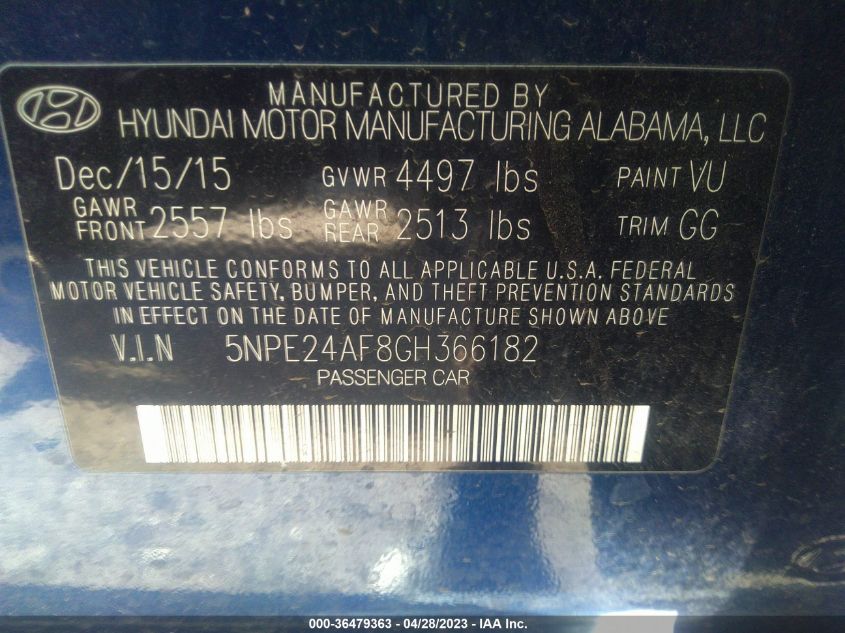 MANUFACTURED BY
HYUNDAI MOTOR MANUFACTURING ALABAMA, LLC
Dec/15/15 GVWR 4497 lbs PAINT VU
GAWR FRONT 2557 lbs GAWR REAR 2513 lbs TRIM GG
THIS VEHICLE CONFORMS TO ALL APPLICABLE U.S.A. FEDERAL
MOTOR VEHICLE SAFETY, BUMPER, AND THEFT PREVENTION STANDARDS
IN EFFECT ON THE DATE OF MANUFACTURE SHOWN ABOVE.
V.I.N 5NPE24AF8GH366182
PASSENGER CAR
000-36479363 - 04/28/2023 - IAA Inc.